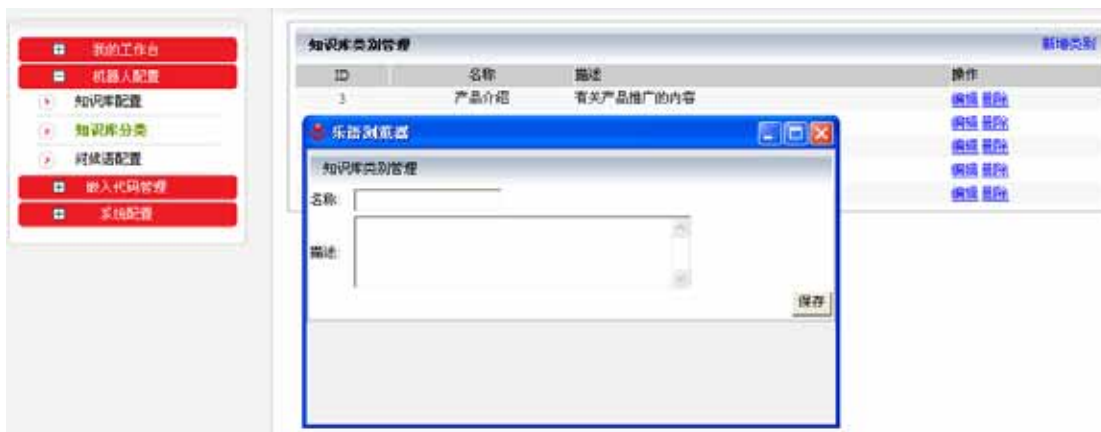 我的工作台
机器人配置
知识库配置
知识库分类
问候语配置
嵌入代码管理
系统配置
知识库类别管理 新增类别
ID 名称 描述 操作
3 产品介绍 有关产品推广的内容 编辑 删除
编辑 删除
编辑 删除
编辑 删除
编辑 删除
乐语浏览器
知识库类别管理
名称:
描述:
保存